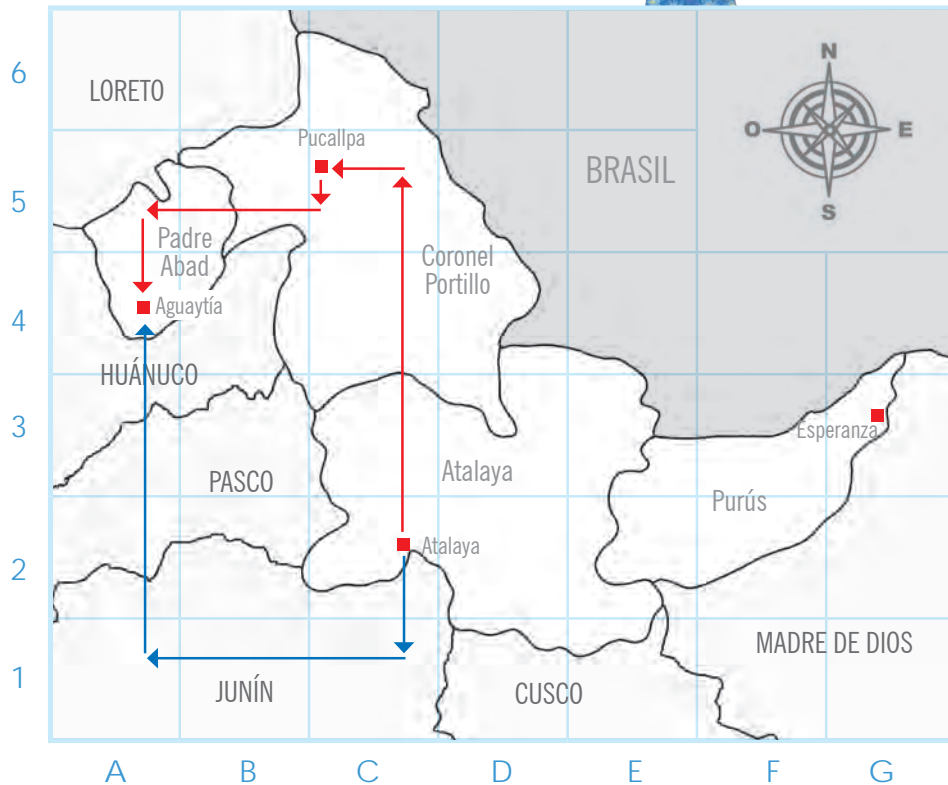 N
6
LORETO
Pucallpa
O
E
BRASIL
5
S
Padre
Abad
Coronel
Portillo
4
Aguaytía
HUÁNUCO
3
Esperanza
Atalaya
PASCO
Purús
Atalaya
2
MADRE DE DIOS
1
JUNÍN
CUSCO
A B C D E F G